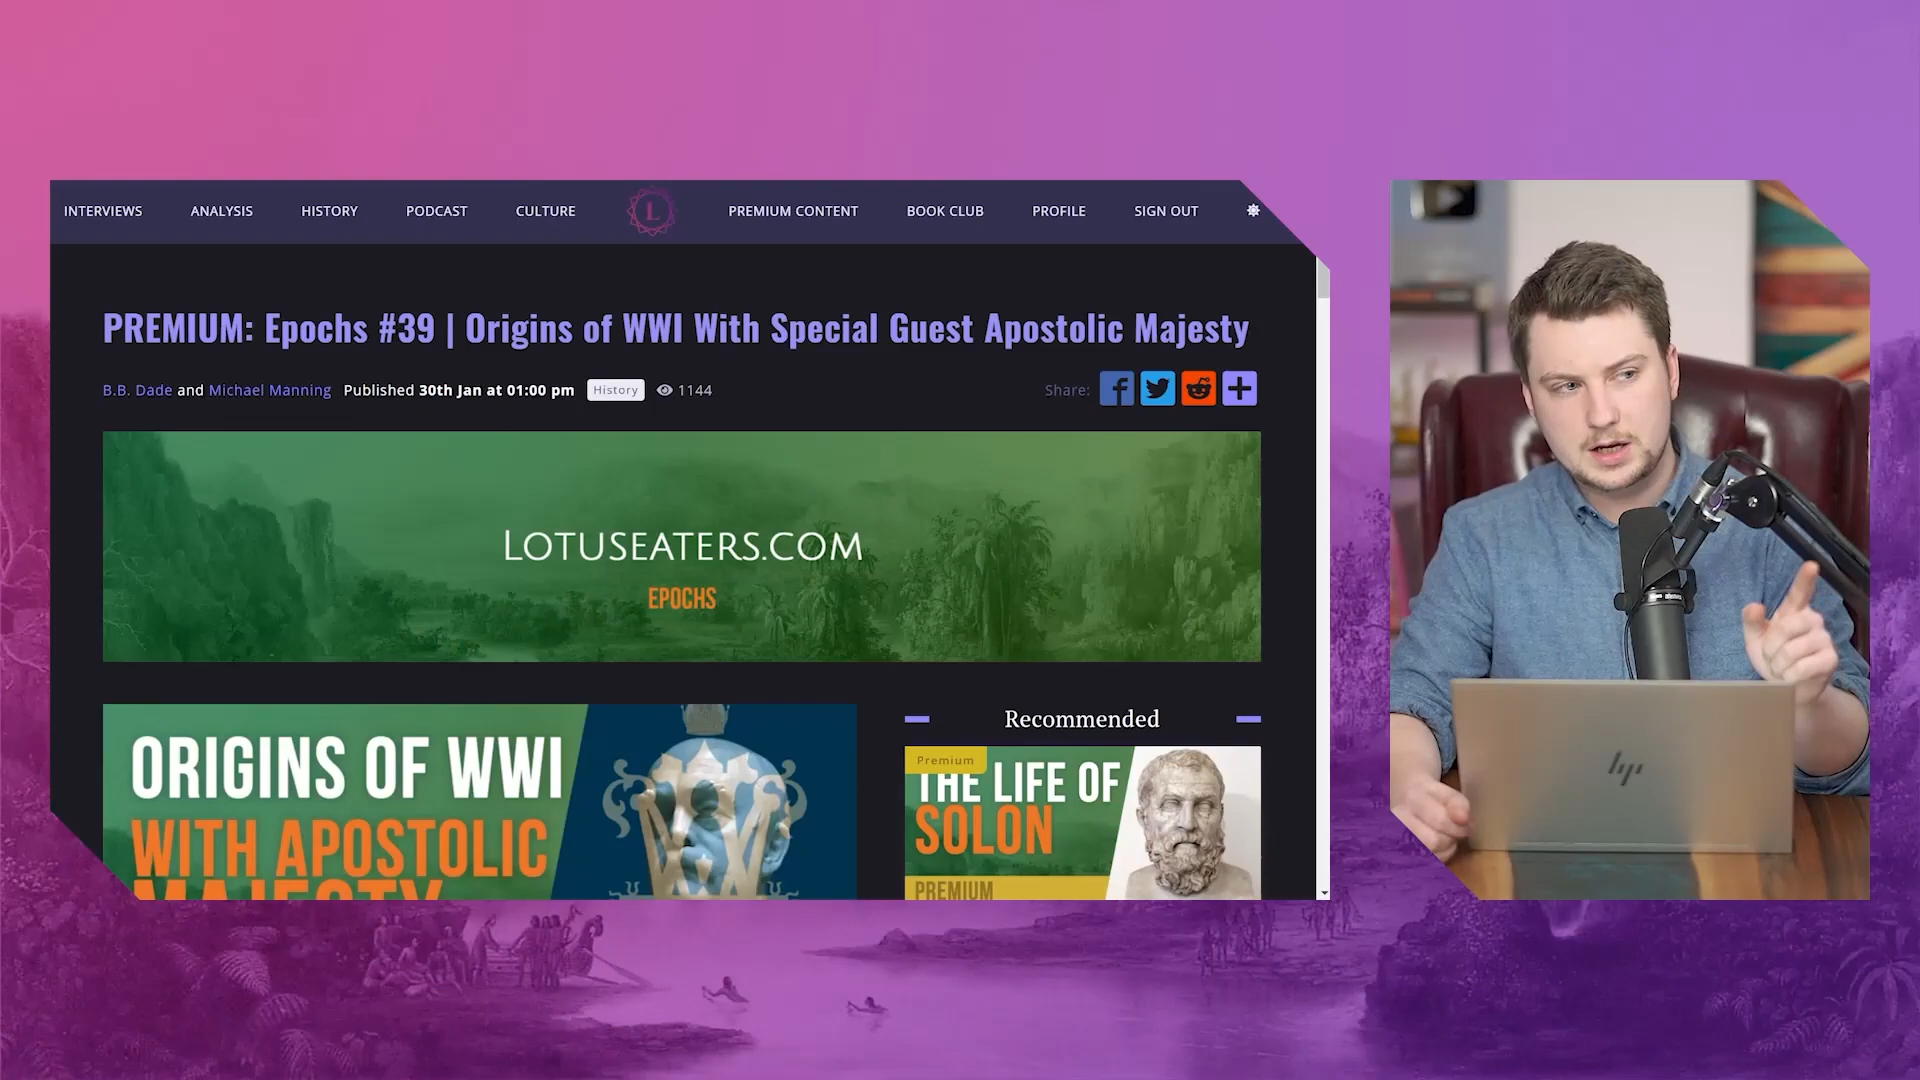 INTERVIEWS ANALYSIS HISTORY PODCAST CULTURE L PREMIUM CONTENT BOOK CLUB PROFILE SIGN OUT
PREMIUM: Epochs #39 | Origins of WWI With Special Guest Apostolic Majesty
B.B. Dade and Michael Manning Published 30th Jan at 01:00 pm History 1144
Share:
LOTUSEATERS.COM
EPOCHS
ORIGINS OF WWI
WITH APOSTOLIC
MAJESTY
Recommended
Premium
THE LIFE OF
SOLON
PREMIUM
hp